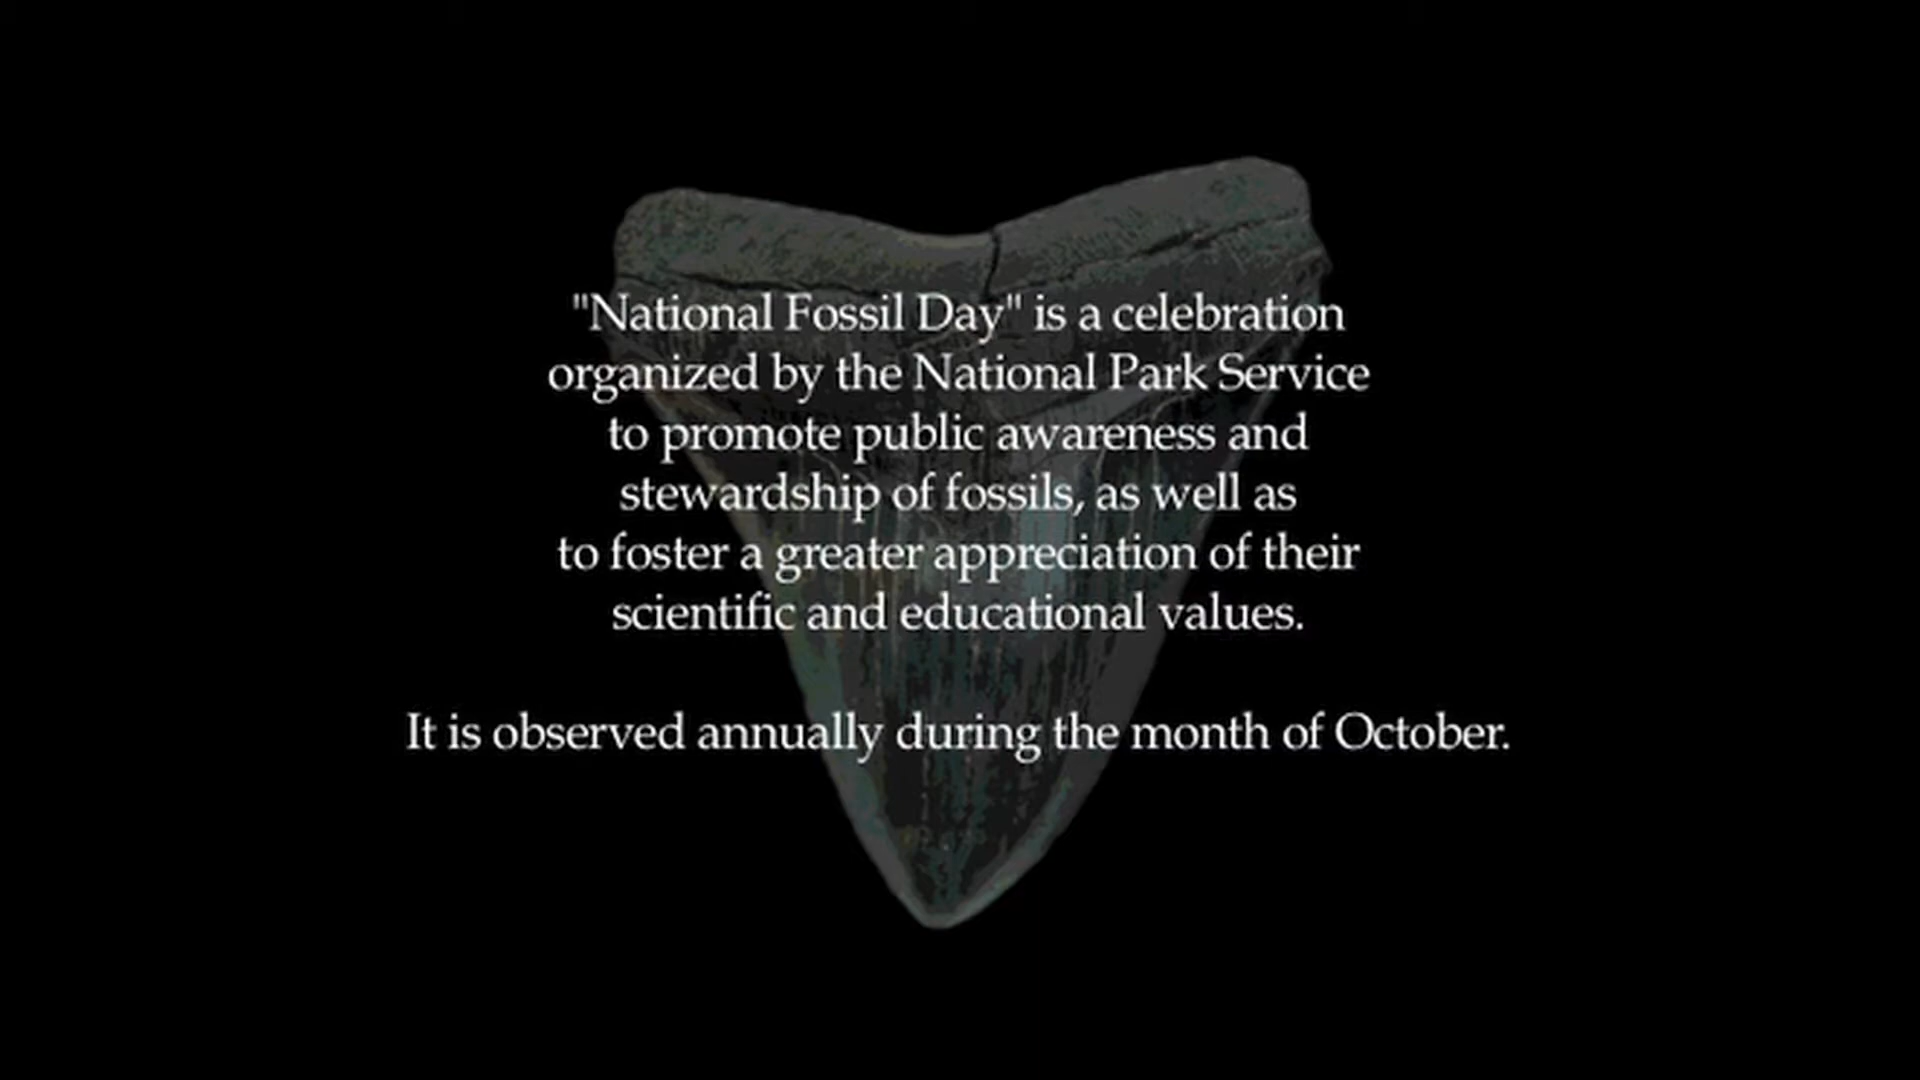 "National Fossil Day" is a celebration
organized by the National Park Service
to promote public awareness and
stewardship of fossils, as well as
to foster a greater appreciation of their
scientific and educational values.
It is observed annually during the month of October.